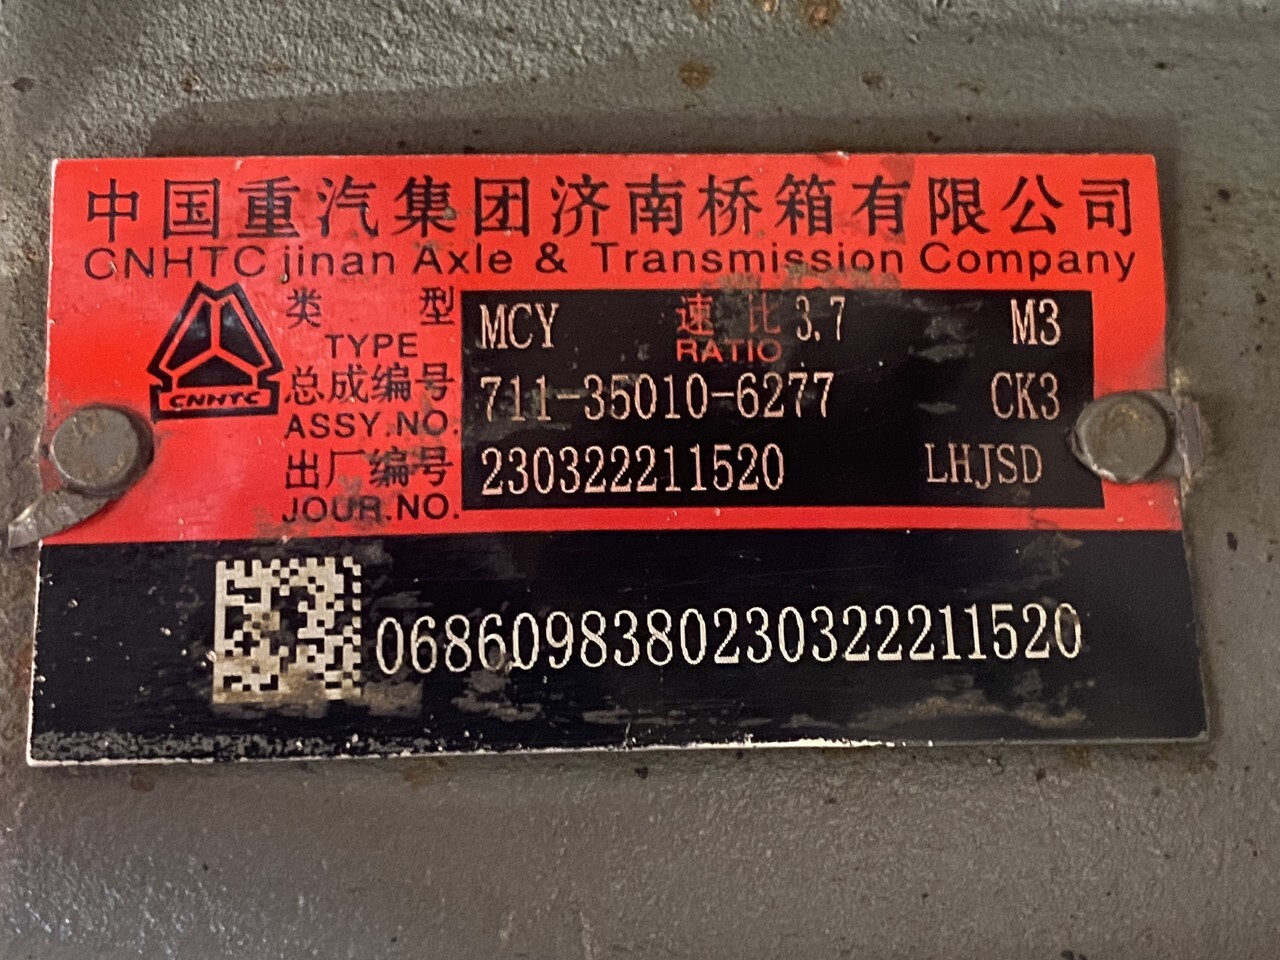 中国重汽集团济南桥箱有限公司
CNHTC jinan Axle & Transmission Company
类型 MCY 速比 3.7 M3
TYPE RATIO
总成编号 711-35010-6277 CK3
ASSY.NO.
出厂编号 230322211520 LHJSD
JOUR.NO.
CNHTC
0686098380230322211520